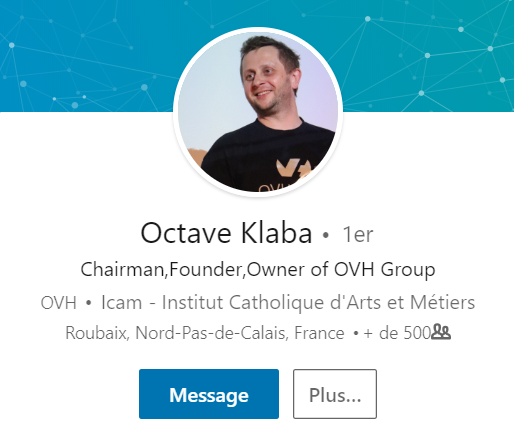 OVH
Octave Klaba • 1er
Chairman,Founder,Owner of OVH Group
OVH • Icam - Institut Catholique d'Arts et Métiers
Roubaix, Nord-Pas-de-Calais, France • + de 500
Message
Plus...